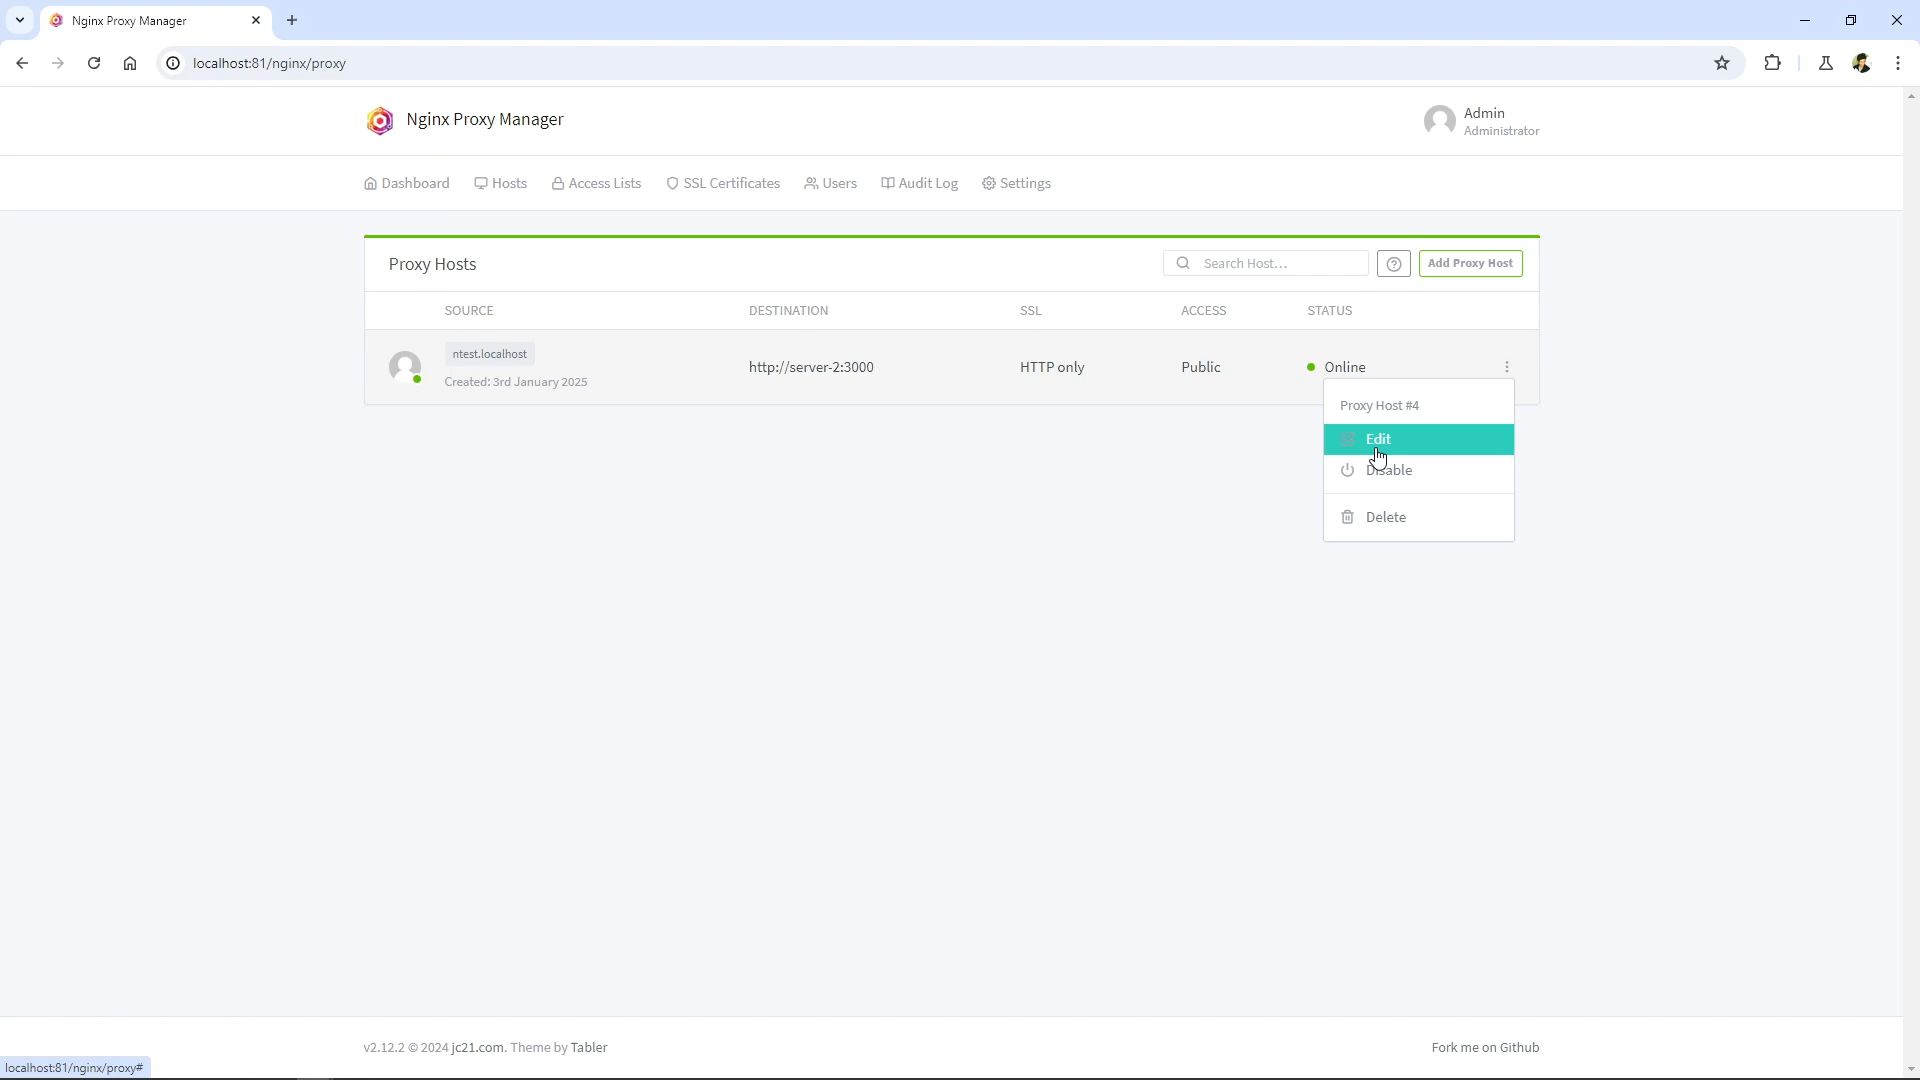 Nginx Proxy Manager
localhost:81/nginx/proxy
Nginx Proxy Manager
Admin
Administrator
Dashboard
Hosts
Access Lists
SSL Certificates
Users
Audit Log
Settings
Proxy Hosts
Search Host...
Add Proxy Host
SOURCE
DESTINATION
SSL
ACCESS
STATUS
ntest.localhost
Created: 3rd January 2025
http://server-2:3000
HTTP only
Public
Online
Proxy Host #4
Edit
Disable
Delete
v2.12.2 © 2024 jc21.com. Theme by Tabler
Fork me on Github
localhost:81/nginx/proxy#